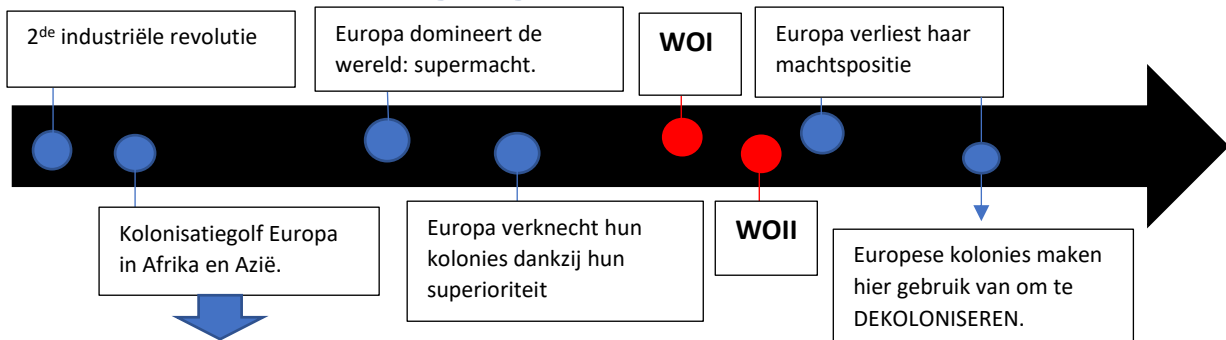 2de industriële revolutie
Europa domineert de
wereld: supermacht.
WOI
Europa verliest haar
machtspositie
Kolonisatiegolf Europa
in Afrika en Azië.
Europa verknecht hun
kolonies dankzij hun
superioriteit
WOII
Europese kolonies maken
hier gebruik van om te
DEKOLONISEREN.